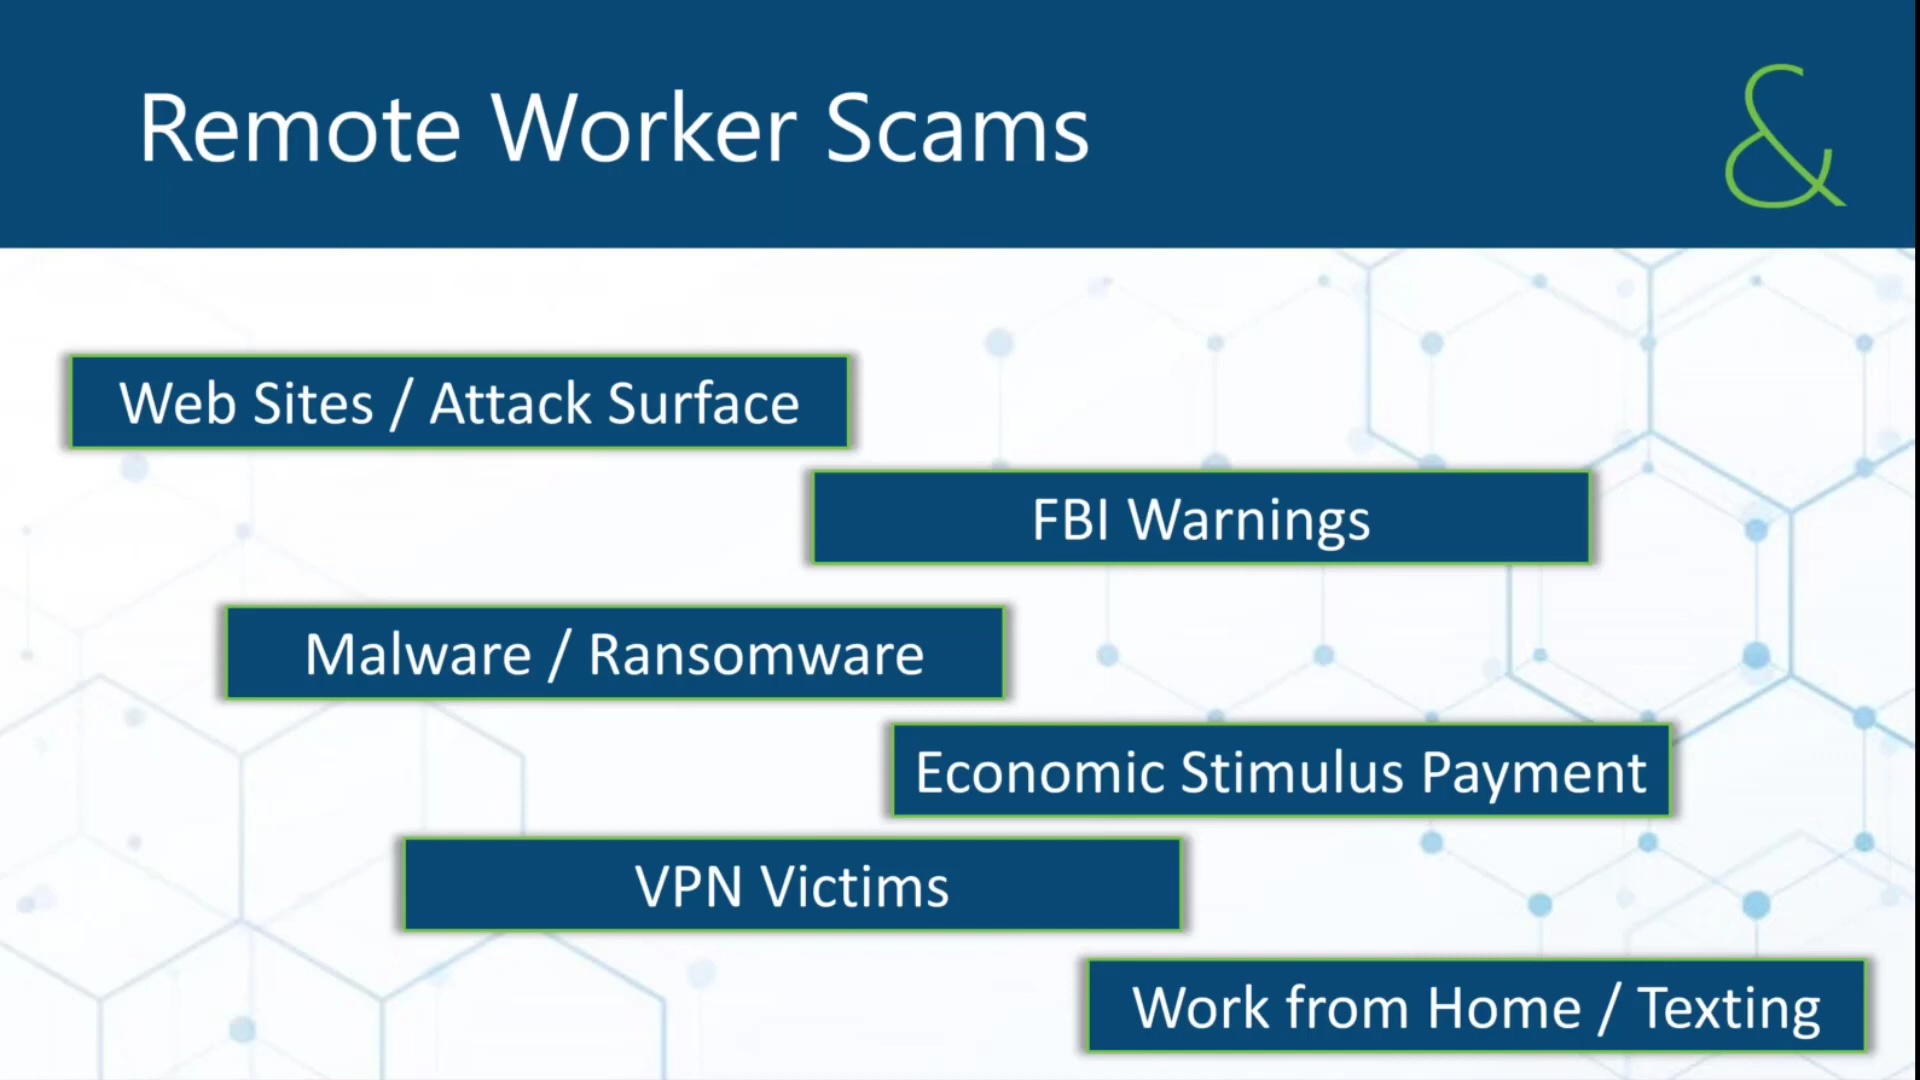 Remote Worker Scams
&
Web Sites / Attack Surface
FBI Warnings
Malware / Ransomware
Economic Stimulus Payment
VPN Victims
Work from Home / Texting